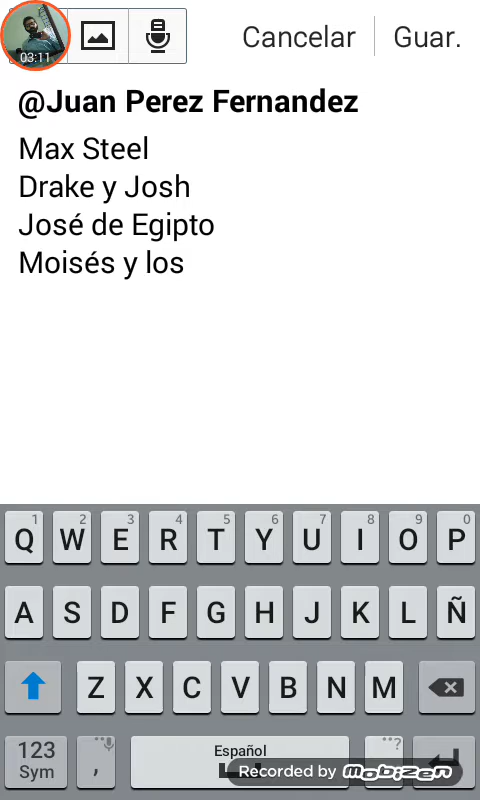 03:11
Cancelar Guar.
@Juan Perez Fernandez
Max Steel
Drake y Josh
José de Egipto
Moisés y los
1 2 3 4 5 6 7 8 9 0
Q W E R T Y U I O P
A S D F G H J K L Ñ
Z X C V B N M
123 Sym , Español ...?
Recorded by Mobizen